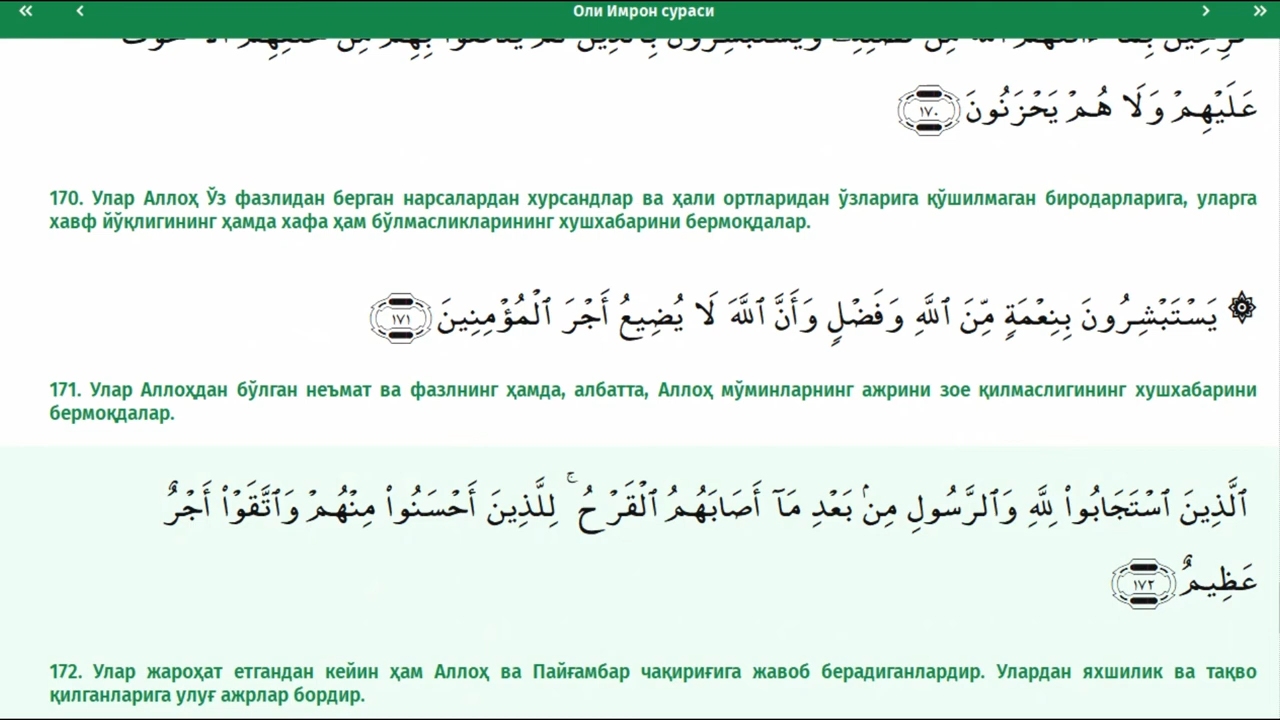 « ‹ Оли Имрон сураси › »
عَلَيْهِمْ وَلَا هُمْ يَحْزَنُونَ ١٧٠
170. Улар Аллоҳ Ўз фазлидан берган нарсалардан хурсандлар ва ҳали ортларидан ўзларига қўшилмаган биродарларига, уларга
хавф йўқлигининг ҳамда хафа ҳам бўлмасликларининг хушхабарини бермоқдалар.
۞ يَسْتَبْشِرُونَ بِنِعْمَةٍ مِّنَ ٱللَّهِ وَفَضْلٍ وَأَنَّ ٱللَّهَ لَا يُضِيعُ أَجْرَ ٱلْمُؤْمِنِينَ ١٧١
171. Улар Аллоҳдан бўлган неъмат ва фазлнинг ҳамда, албатта, Аллоҳ мўминларнинг ажрини зое қилмаслигининг хушхабарини
бермоқдалар.
ٱلَّذِينَ ٱسْتَجَابُوا۟ لِلَّهِ وَٱلرَّسُولِ مِنۢ بَعْدِ مَآ أَصَابَهُمُ ٱلْقَرْحُ ۚ لِلَّذِينَ أَحْسَنُوا۟ مِنْهُمْ وَٱتَّقَوْا۟ أَجْرٌ
عَظِيمٌ ١٧٢
172. Улар жароҳат етгандан кейин ҳам Аллоҳ ва Пайғамбар чақириғига жавоб берадиганлардир. Улардан яхшилик ва тақво
қилганларига улуғ ажрлар бордир.